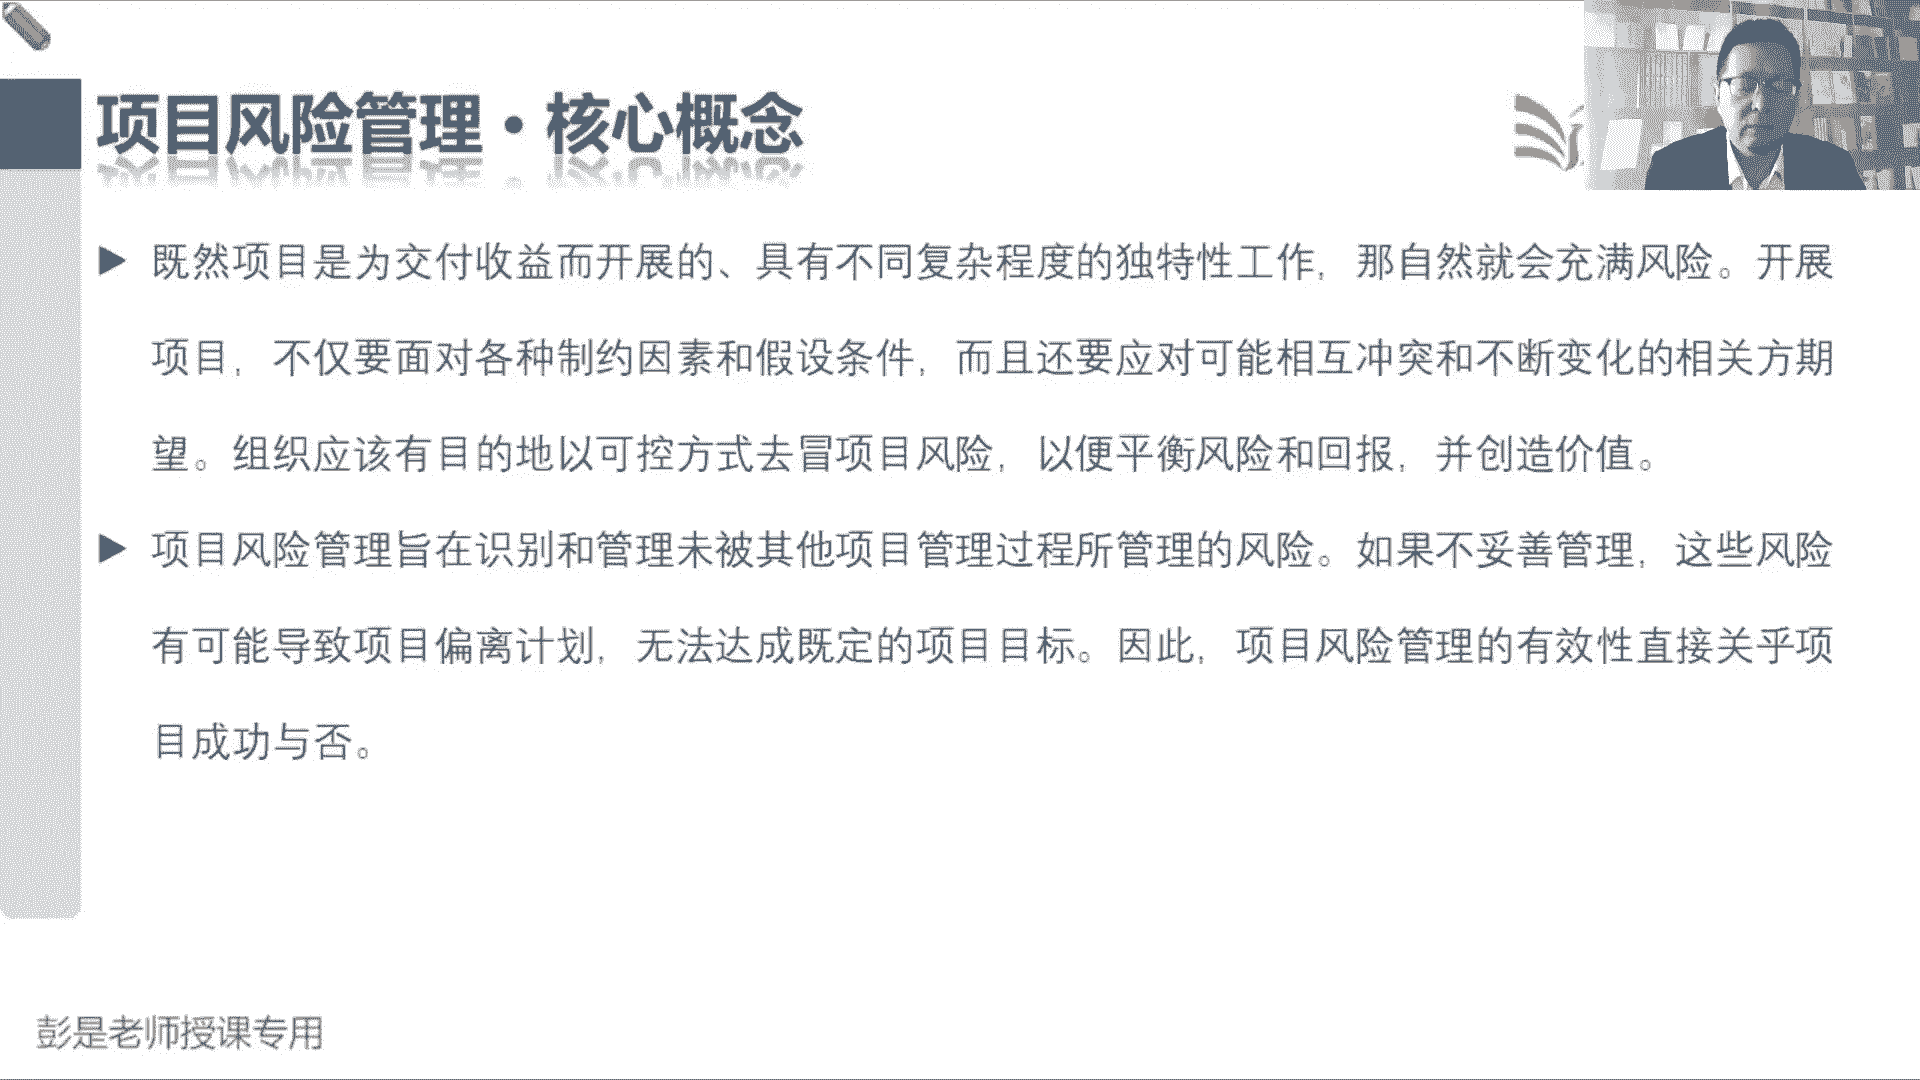 项目风险管理·核心概念
既然项目是为交付收益而开展的、具有不同复杂程度的独特性工作，那自然就会充满风险。开展
项目，不仅要面对各种制约因素和假设条件，而且还要应对可能相互冲突和不断变化的相关方期
望。组织应该有目的地以可控方式去冒项目风险，以便平衡风险和回报，并创造价值。
项目风险管理旨在识别和管理未被其他项目管理过程所管理的风险。如果不妥善管理，这些风险
有可能导致项目偏离计划，无法达成既定的项目目标。因此，项目风险管理的有效性直接关乎项
目成功与否。
彭是老师授课专用